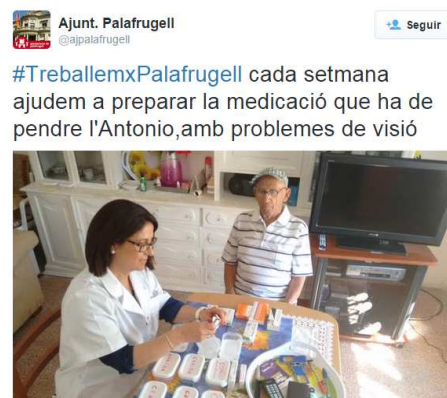 Ajunt. Palafrugell
@ajpalafrugell
Seguir
#TreballemxPalafrugell cada setmana
ajudem a preparar la medicació que ha de
pendre l'Antonio,amb problemes de visió